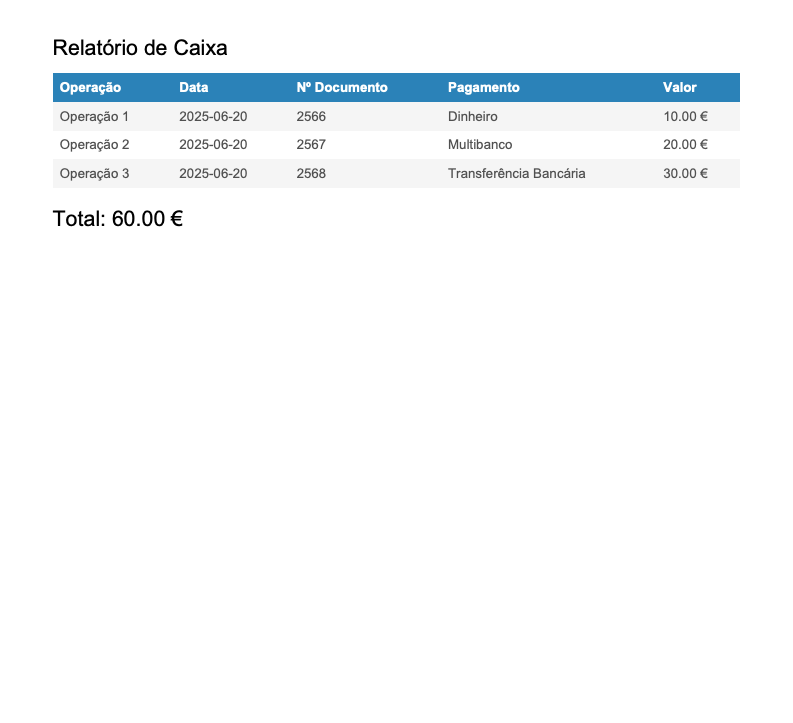 Relatório de Caixa
Operação Data Nº Documento Pagamento Valor
Operação 1 2025-06-20 2566 Dinheiro 10.00 €
Operação 2 2025-06-20 2567 Multibanco 20.00 €
Operação 3 2025-06-20 2568 Transferência Bancária 30.00 €
Total: 60.00 €